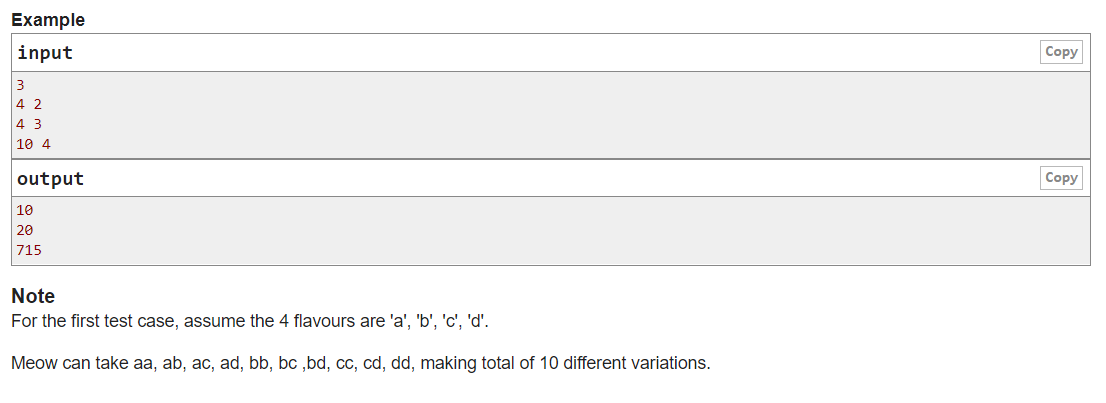 Example
input
Copy
3
4 2
4 3
10 4
output
Copy
10
20
715
Note
For the first test case, assume the 4 flavours are 'a', 'b', 'c', 'd'.
Meow can take aa, ab, ac, ad, bb, bc ,bd, cc, cd, dd, making total of 10 different variations.